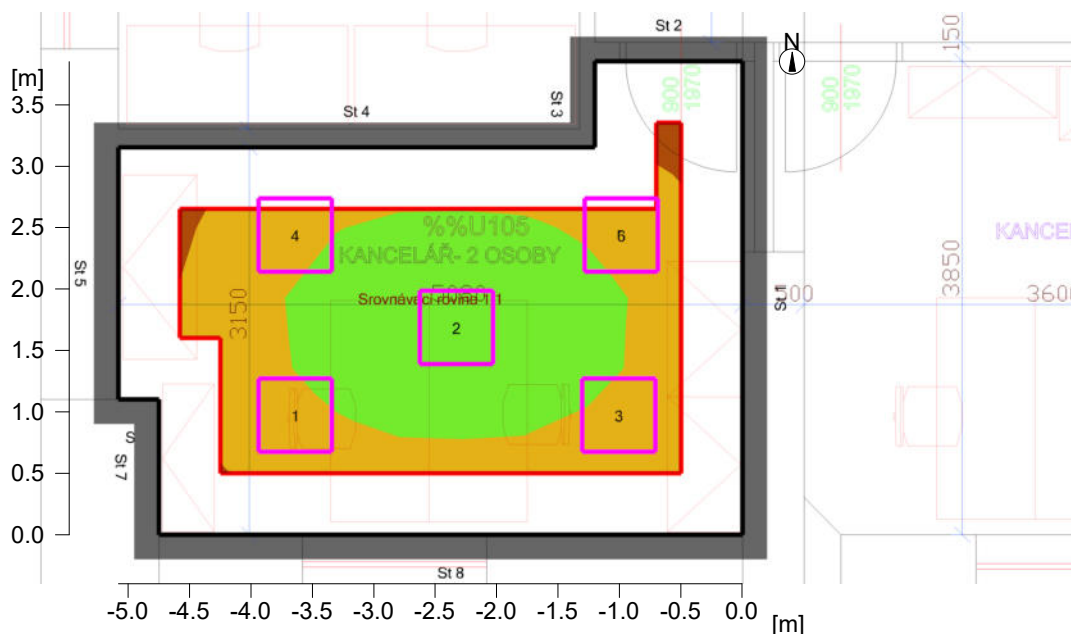 St 2
N
[m]
150
900
1970
900
1970
3.5
St 4
St 3
3.0
2.5
4
%%U105
6
KANCELÁŘ- 2 OSOBY
KANCEL
2.0
St 5
3150
Srovnávací rovina 1.1
St 1
3850
3600
2
1.5
1.0
1
3
St 7
0.5
0.0
St 8
-5.0 -4.5 -4.0 -3.5 -3.0 -2.5 -2.0 -1.5 -1.0 -0.5 0.0
[m]